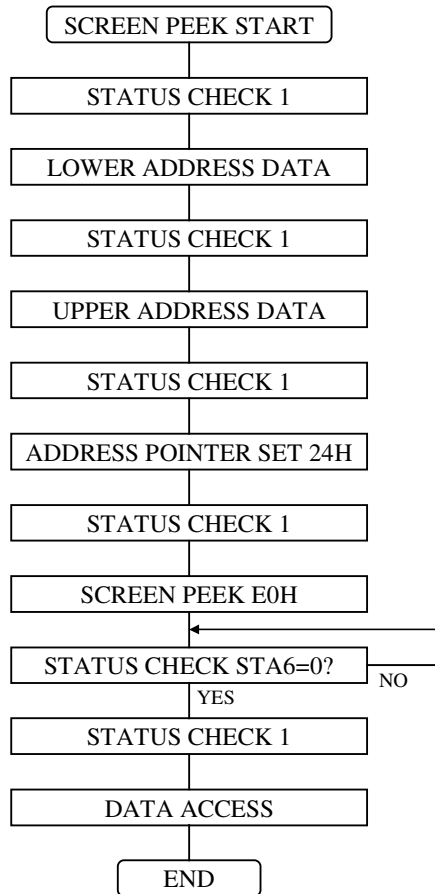 SCREEN PEEK START
STATUS CHECK 1
LOWER ADDRESS DATA
STATUS CHECK 1
UPPER ADDRESS DATA
STATUS CHECK 1
ADDRESS POINTER SET 24H
STATUS CHECK 1
SCREEN PEEK E0H
STATUS CHECK STA6=0?
NO
YES
STATUS CHECK 1
DATA ACCESS
END